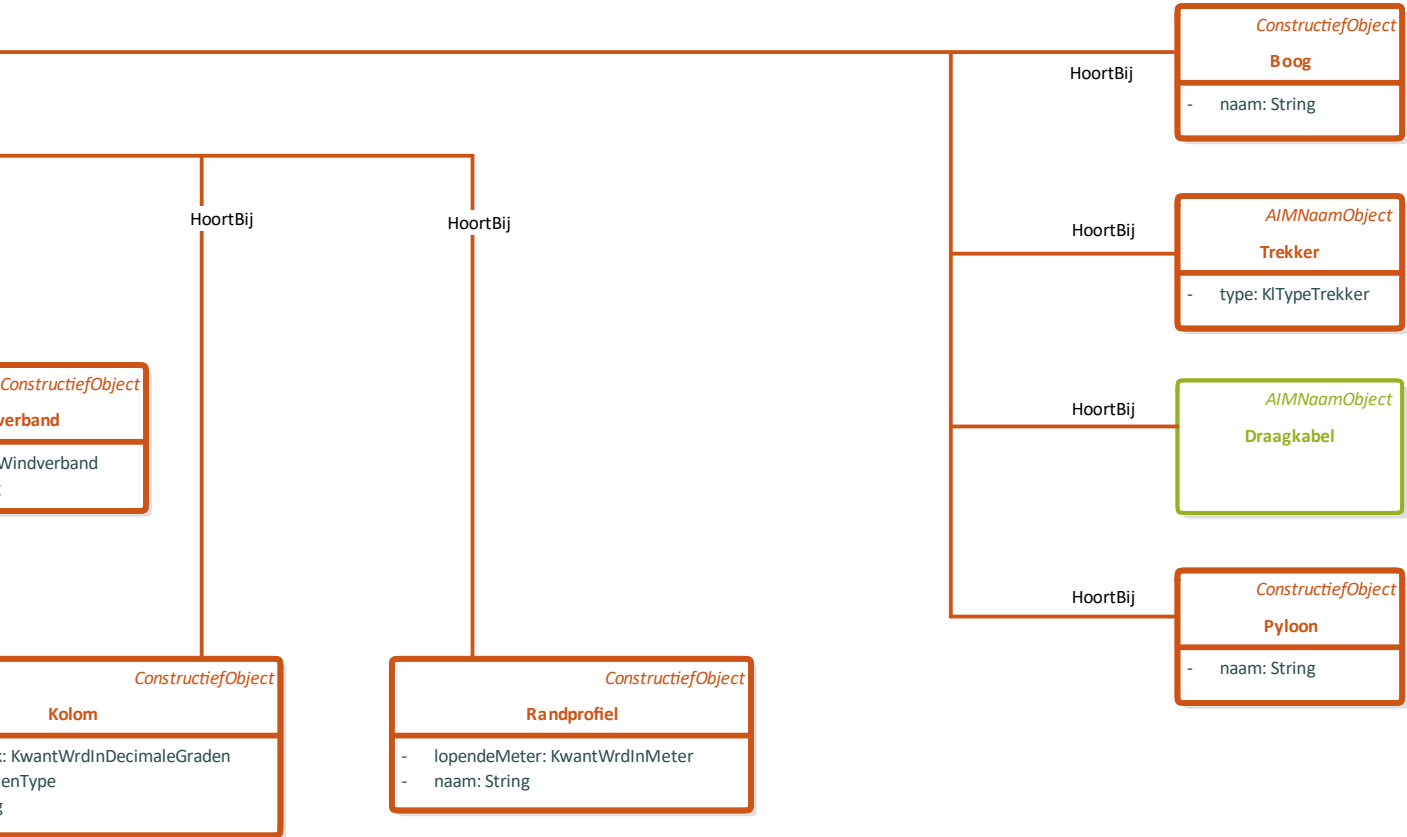 ConstructiefObject
Boog
- naam: String
HoortBij
AIMNaamObject
Trekker
- type: KlTypeTrekker
HoortBij
HoortBij
HoortBij
AIMNaamObject
Draagkabel
HoortBij
ConstructiefObject
Pyloon
- naam: String
HoortBij
ConstructiefObject
verband
Windverband
ConstructiefObject
Kolom
: KwantWrdInDecimaleGraden
enType
ConstructiefObject
Randprofiel
- lopendeMeter: KwantWrdInMeter
- naam: String